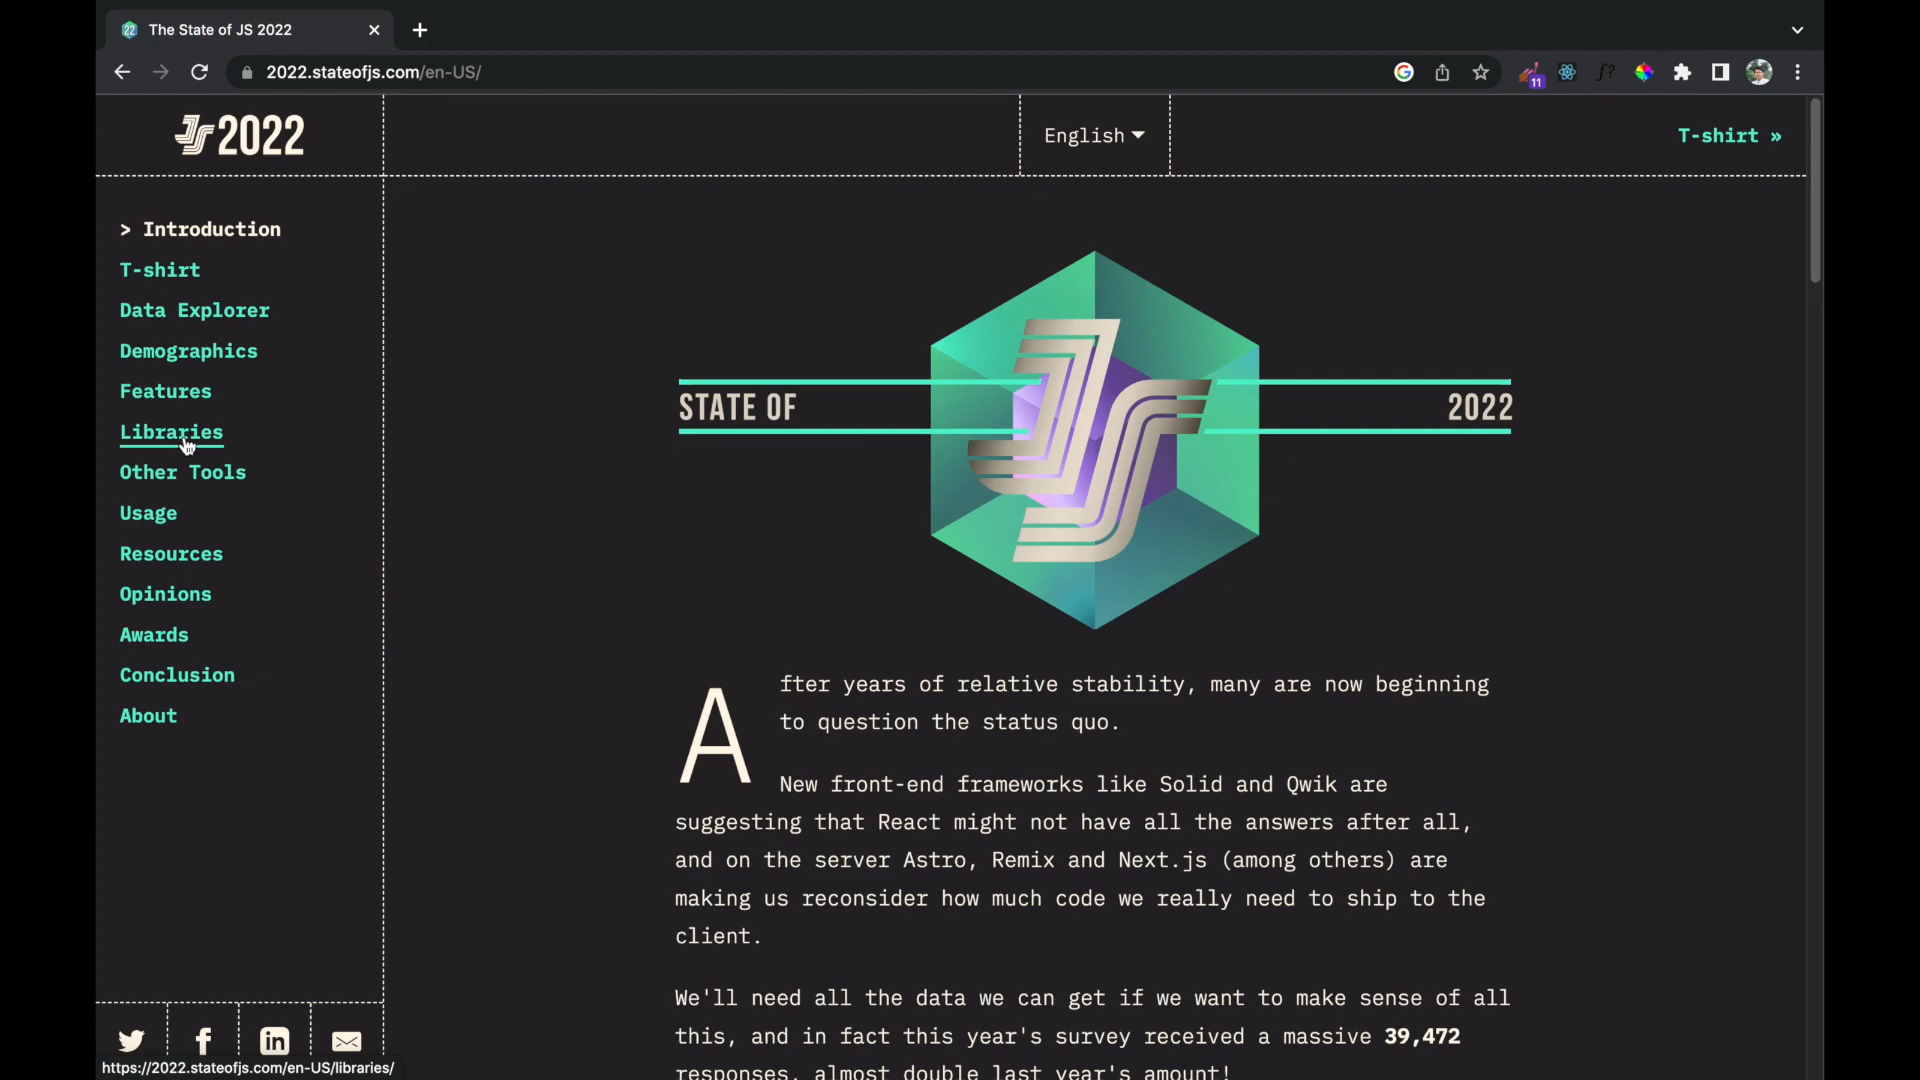 The State of JS 2022
2022.stateofjs.com/en-US/
11
JS 2022
English
T-shirt »
> Introduction
T-shirt
Data Explorer
Demographics
Features
Libraries
Other Tools
Usage
Resources
Opinions
Awards
Conclusion
About
STATE OF
JS
2022
After years of relative stability, many are now beginning
to question the status quo.
New front-end frameworks like Solid and Qwik are
suggesting that React might not have all the answers after all,
and on the server Astro, Remix and Next.js (among others) are
making us reconsider how much code we really need to ship to the
client.
We'll need all the data we can get if we want to make sense of all
this, and in fact this year's survey received a massive 39,472
responses, almost double last year's amount!
https://2022.stateofjs.com/en-US/libraries/